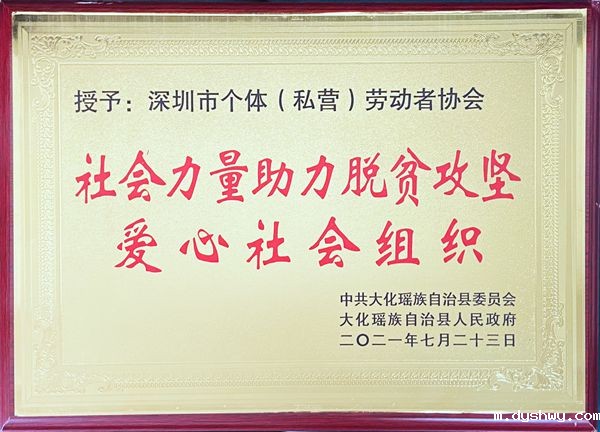 授予：深圳市个体（私营）劳动者协会
社会力量助力脱贫攻坚
爱心社会组织
中共大化瑶族自治县委员会
大化瑶族自治县人民政府
二〇二一年七月二十三日
m.dyshwy.com